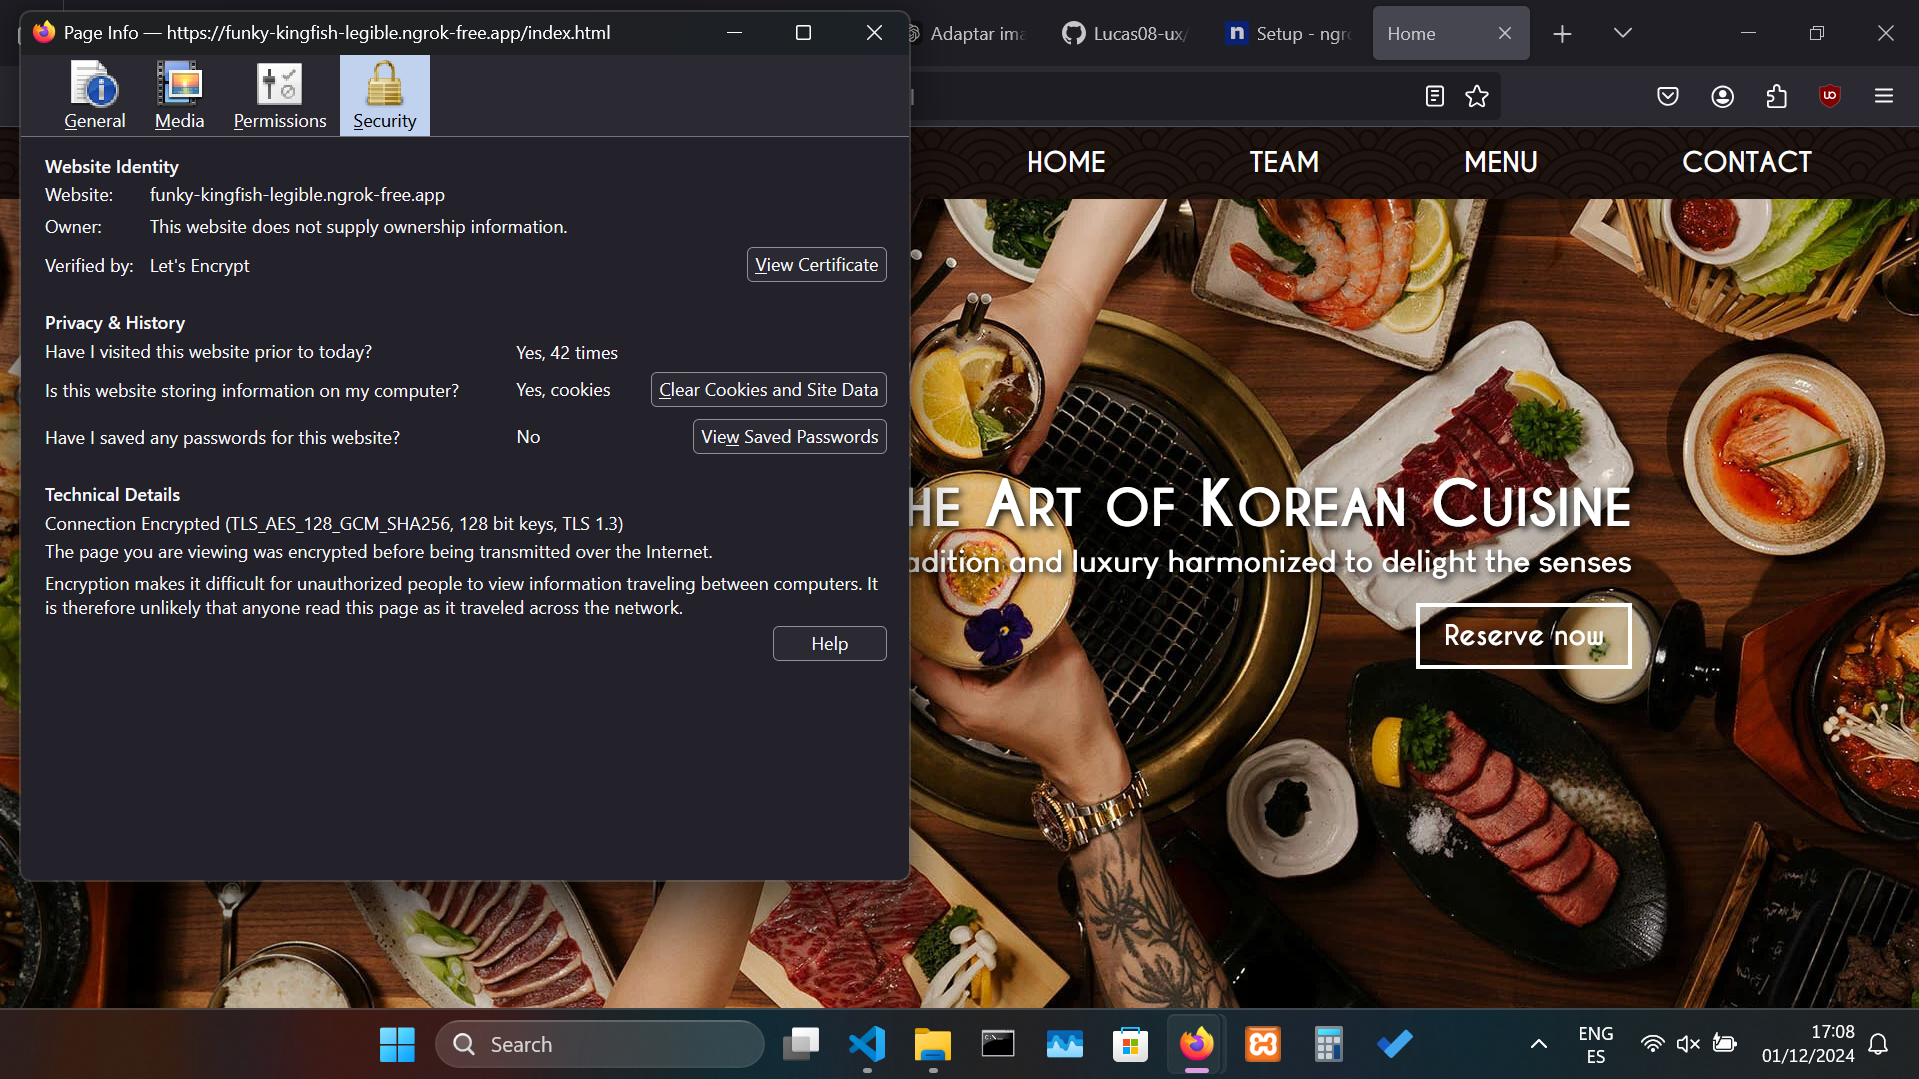 Page Info — https://funky-kingfish-legible.ngrok-free.app/index.html
Adaptar ima
Lucas08-ux/
Setup - ngro
Home
General
Media
Permissions
Security
HOME
TEAM
MENU
CONTACT
Website Identity
Website: funky-kingfish-legible.ngrok-free.app
Owner: This website does not supply ownership information.
Verified by: Let's Encrypt
View Certificate
Privacy & History
Have I visited this website prior to today? Yes, 42 times
Is this website storing information on my computer? Yes, cookies Clear Cookies and Site Data
Have I saved any passwords for this website? No View Saved Passwords
Technical Details
Connection Encrypted (TLS_AES_128_GCM_SHA256, 128 bit keys, TLS 1.3)
The page you are viewing was encrypted before being transmitted over the Internet.
Encryption makes it difficult for unauthorized people to view information traveling between computers. It
is therefore unlikely that anyone read this page as it traveled across the network.
Help
he Art of Korean Cuisine
adition and luxury harmonized to delight the senses
Reserve now
Search
ENG
ES
17:08
01/12/2024